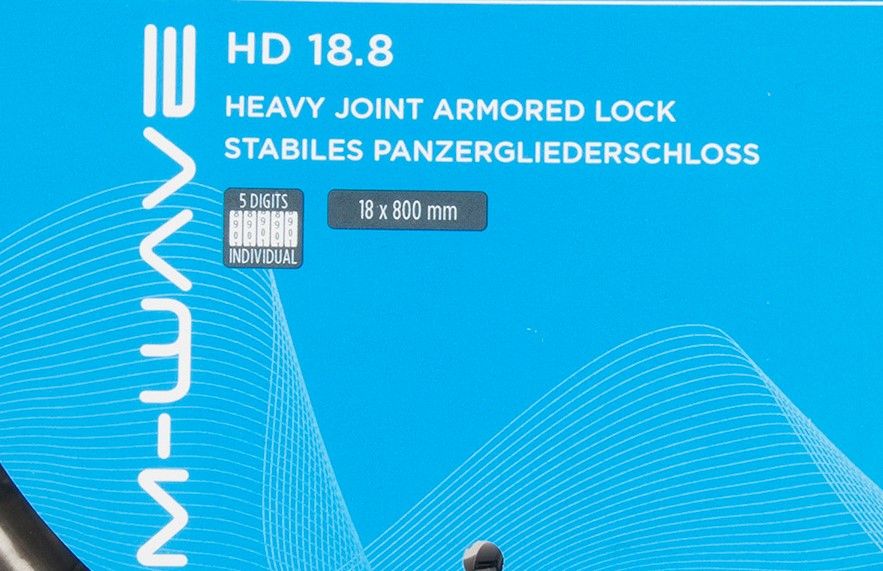 M-WAVE
HD 18.8
HEAVY JOINT ARMORED LOCK
STABILES PANZERGLIEDERSCHLOSS
5 DIGITS
INDIVIDUAL
18 x 800 mm